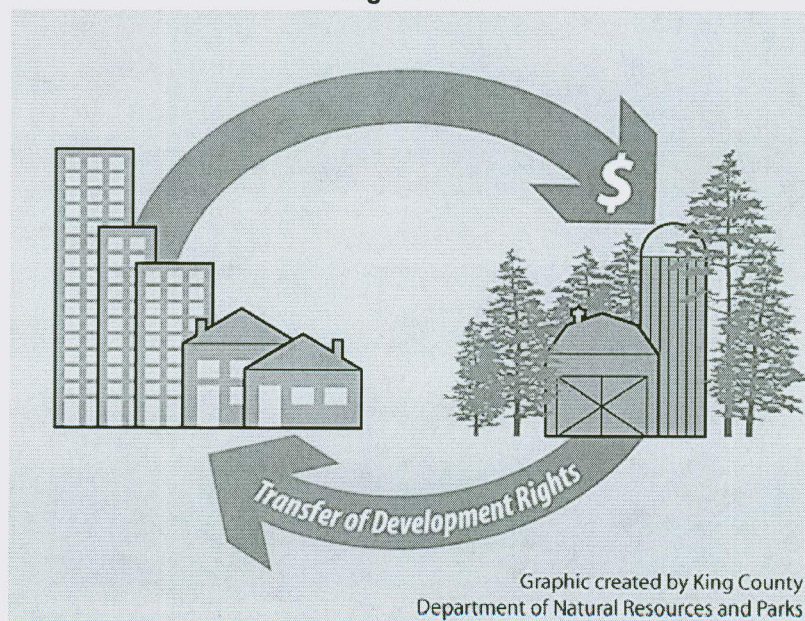 $
Transfer of Development Rights
Graphic created by King County
Department of Natural Resources and Parks